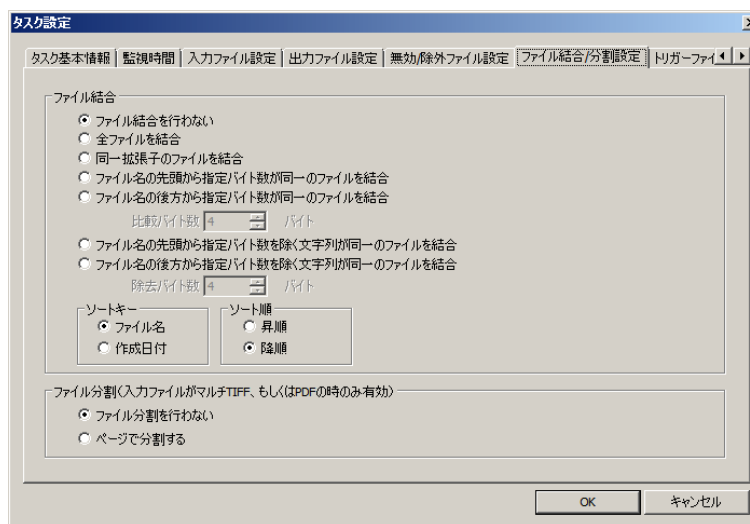 タスク設定
タスク基本情報 監視時間 入力ファイル設定 出力ファイル設定 無効/除外ファイル設定 ファイル結合/分割設定 トリガーファイ
ファイル結合
ファイル結合を行わない
全ファイルを結合
同一拡張子のファイルを結合
ファイル名の先頭から指定バイト数が同一のファイルを結合
ファイル名の後方から指定バイト数が同一のファイルを結合
比較バイト数 4 バイト
ファイル名の先頭から指定バイト数を除く文字列が同一のファイルを結合
ファイル名の後方から指定バイト数を除く文字列が同一のファイルを結合
除去バイト数 4 バイト
ソートキー ソート順
ファイル名 昇順
作成日付 降順
ファイル分割(入力ファイルがマルチTIFF、もしくはPDFの時のみ有効)
ファイル分割を行わない
ページで分割する
OK キャンセル